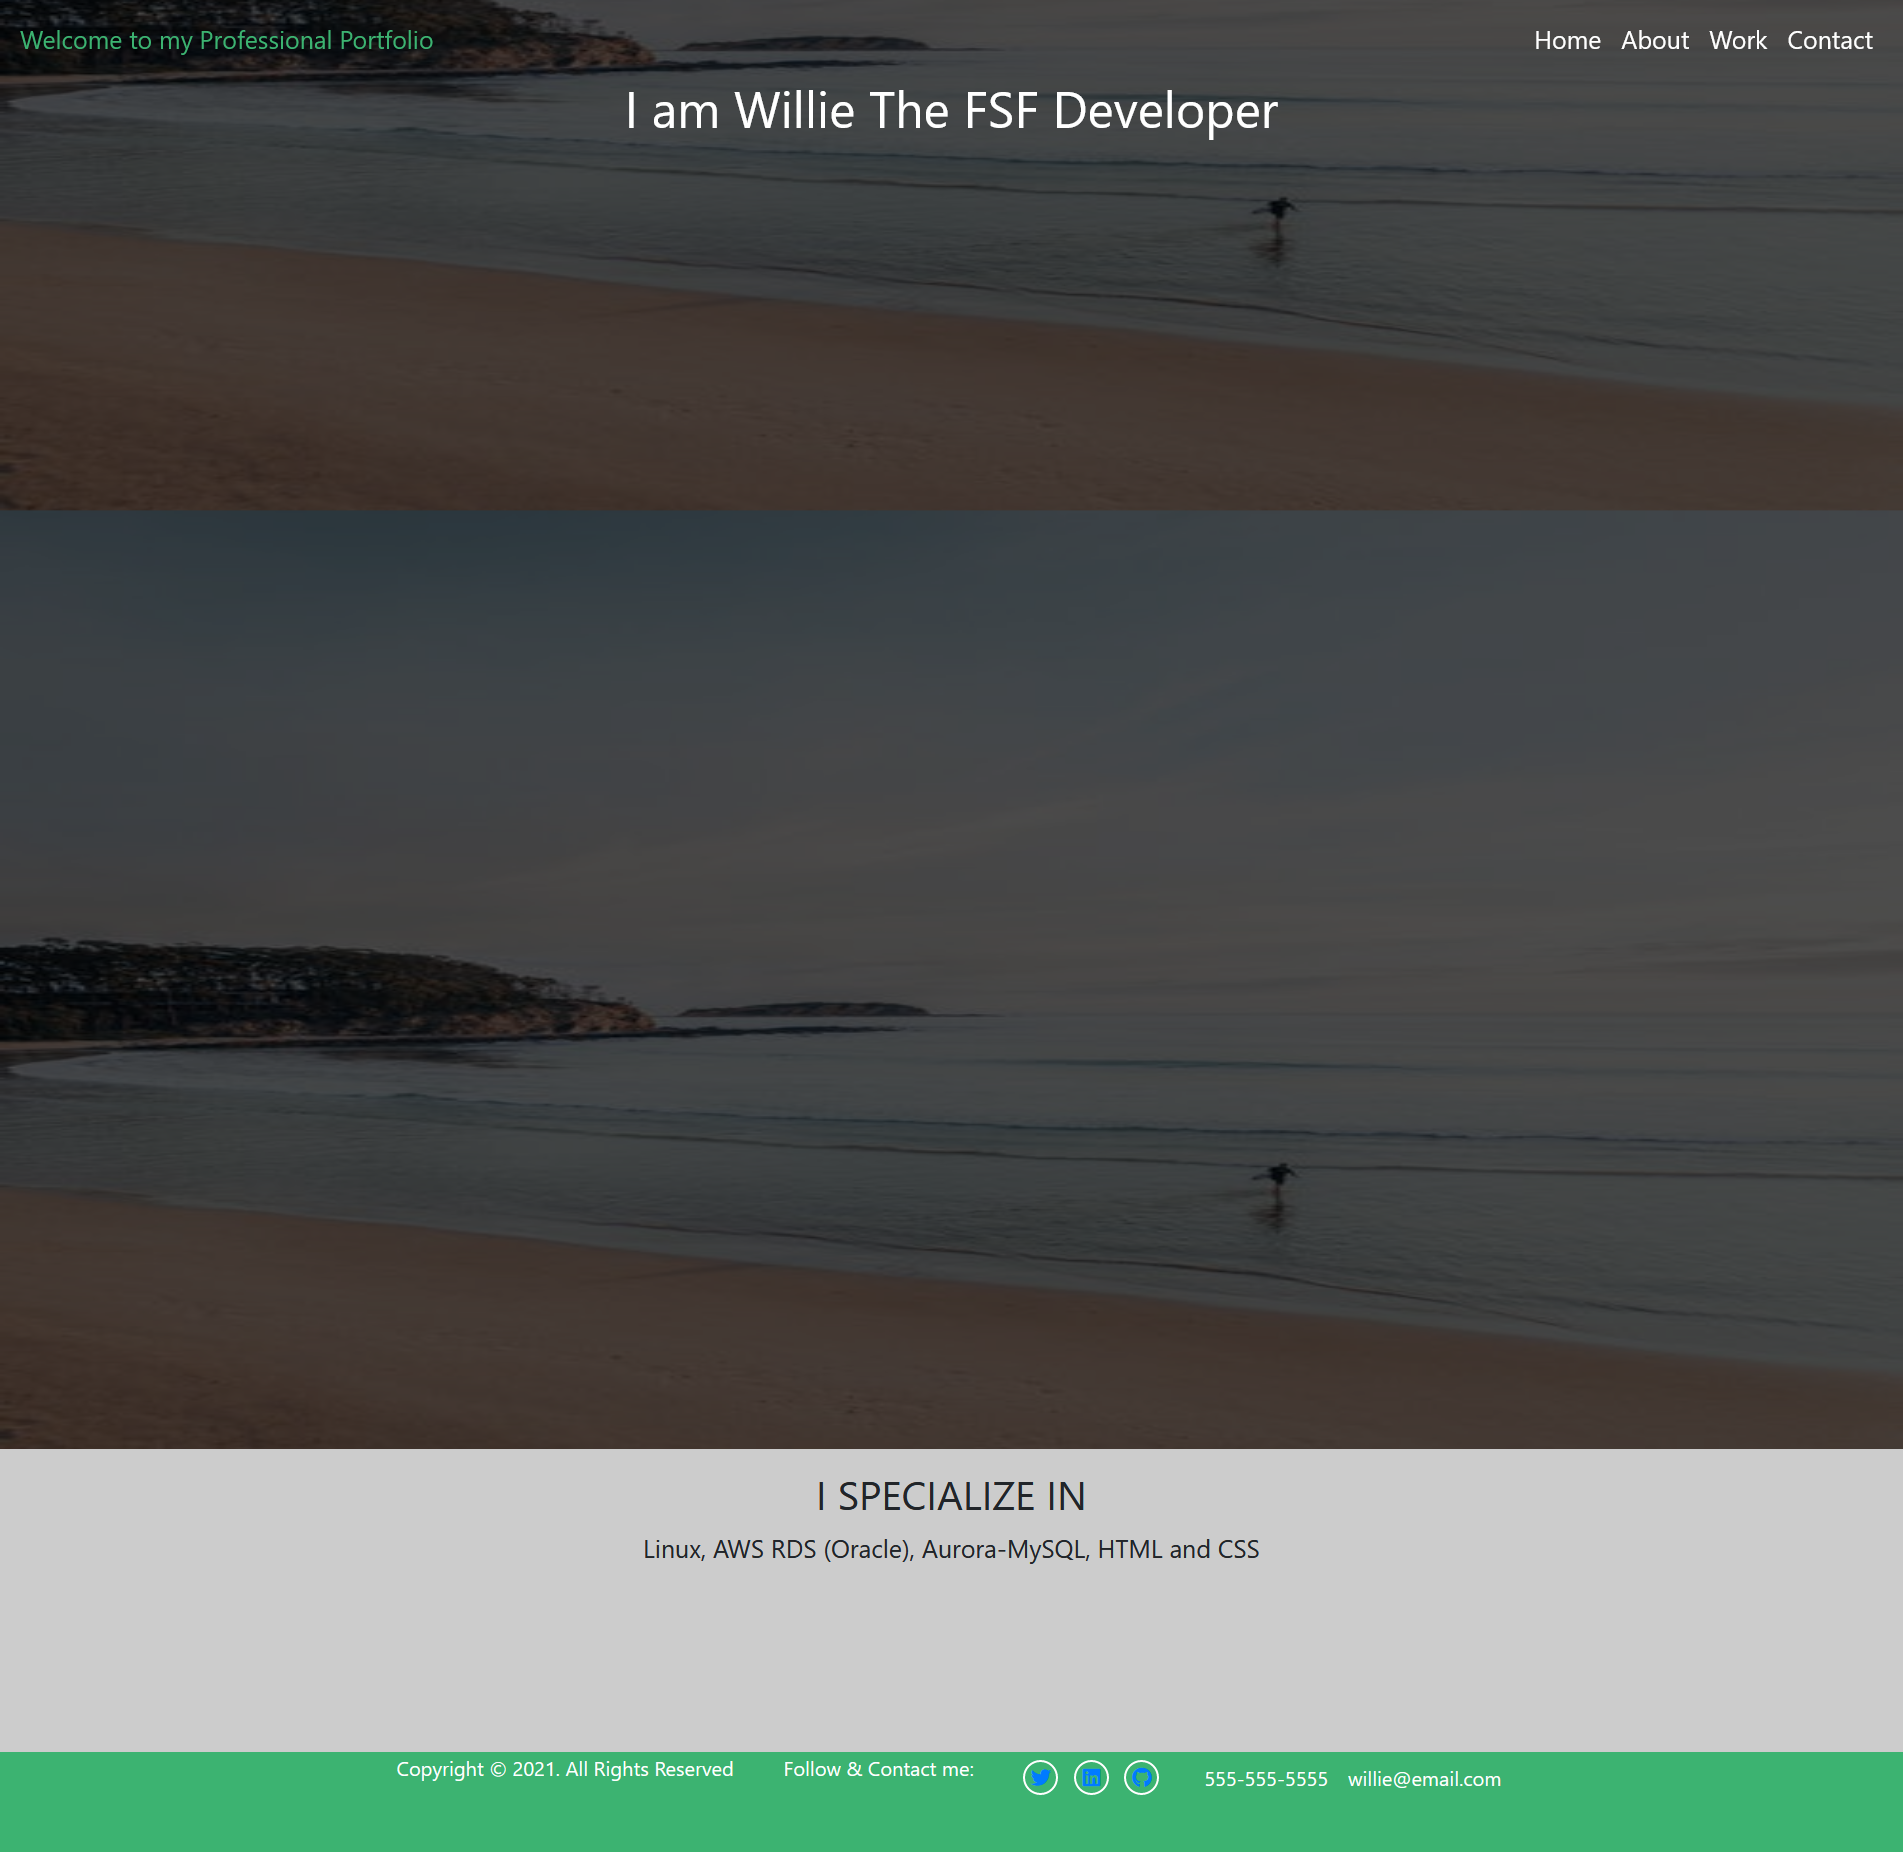 Welcome to my Professional Portfolio
Home About Work Contact
I am Willie The FSF Developer
I SPECIALIZE IN
Linux, AWS RDS (Oracle), Aurora-MySQL, HTML and CSS
Copyright © 2021. All Rights Reserved Follow & Contact me: in 555-555-5555 willie@email.com